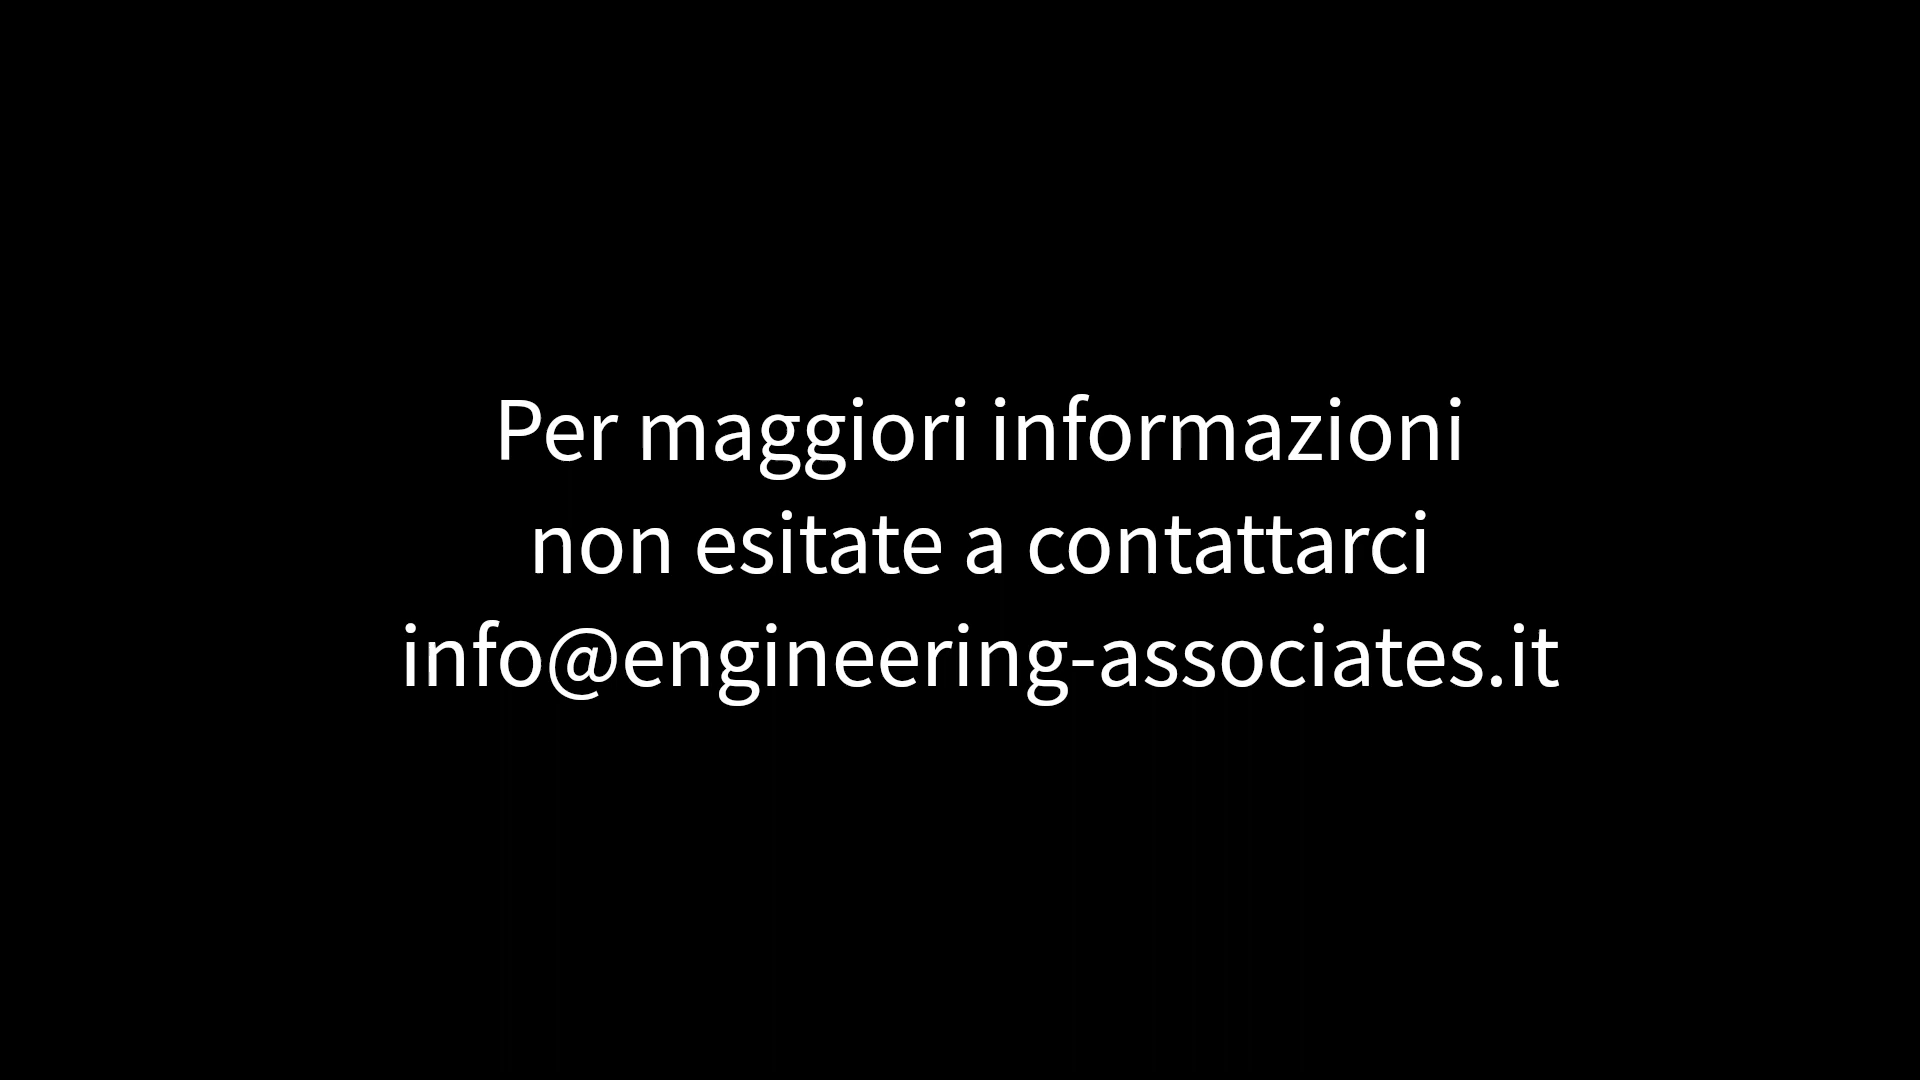 Per maggiori informazioni
non esitate a contattarci
info@engineering-associates.it